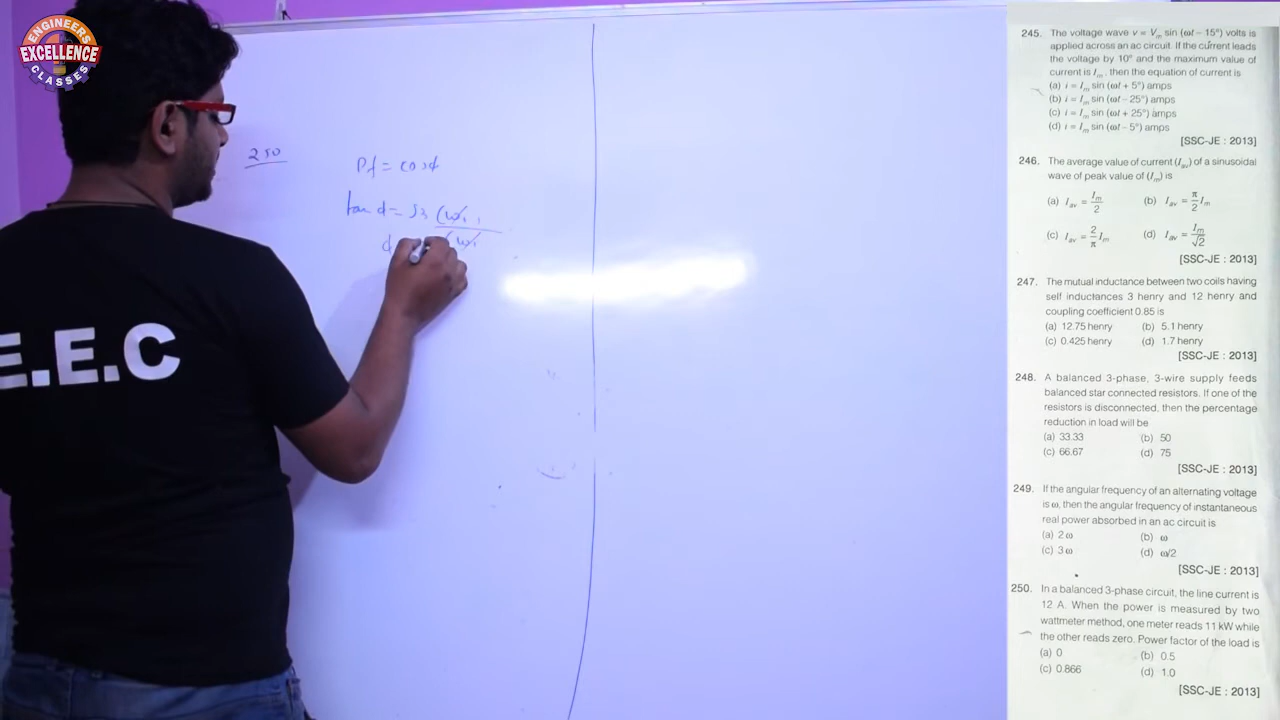 ENGINEERS
EXCELLENCE
CLASSES
E.E.C
250
Pf = cos ϕ
245. The voltage wave v = Vm sin (ωt – 15°) volts is
applied across an ac circuit. If the current leads
the voltage by 10° and the maximum value of
current is Im, then the equation of current is
(a) i = Im sin (ωt + 5°) amps
(b) i = Im sin (ωt – 25°) amps
(c) i = Im sin (ωt + 25°) amps
(d) i = Im sin (ωt – 5°) amps
[SSC-JE : 2013]
246. The average value of current (Iav) of a sinusoidal
wave of peak value of (Im) is
(a) Iav = Im/2 (b) Iav = π/2 Im
(c) Iav = 2/π Im (d) Iav = Im/√2
[SSC-JE : 2013]
247. The mutual inductance between two coils having
self inductances 3 henry and 12 henry and
coupling coefficient 0.85 is
(a) 12.75 henry (b) 5.1 henry
(c) 0.425 henry (d) 1.7 henry
[SSC-JE : 2013]
248. A balanced 3-phase, 3-wire supply feeds
balanced star connected resistors. If one of the
resistors is disconnected, then the percentage
reduction in load will be
(a) 33.33 (b) 50
(c) 66.67 (d) 75
[SSC-JE : 2013]
249. If the angular frequency of an alternating voltage
is ω, then the angular frequency of instantaneous
real power absorbed in an ac circuit is
(a) 2 ω (b) ω
(c) 3 ω (d) ω/2
[SSC-JE : 2013]
250. In a balanced 3-phase circuit, the line current is
12 A. When the power is measured by two
wattmeter method, one meter reads 11 kW while
the other reads zero. Power factor of the load is
(a) 0 (b) 0.5
(c) 0.866 (d) 1.0
[SSC-JE : 2013]